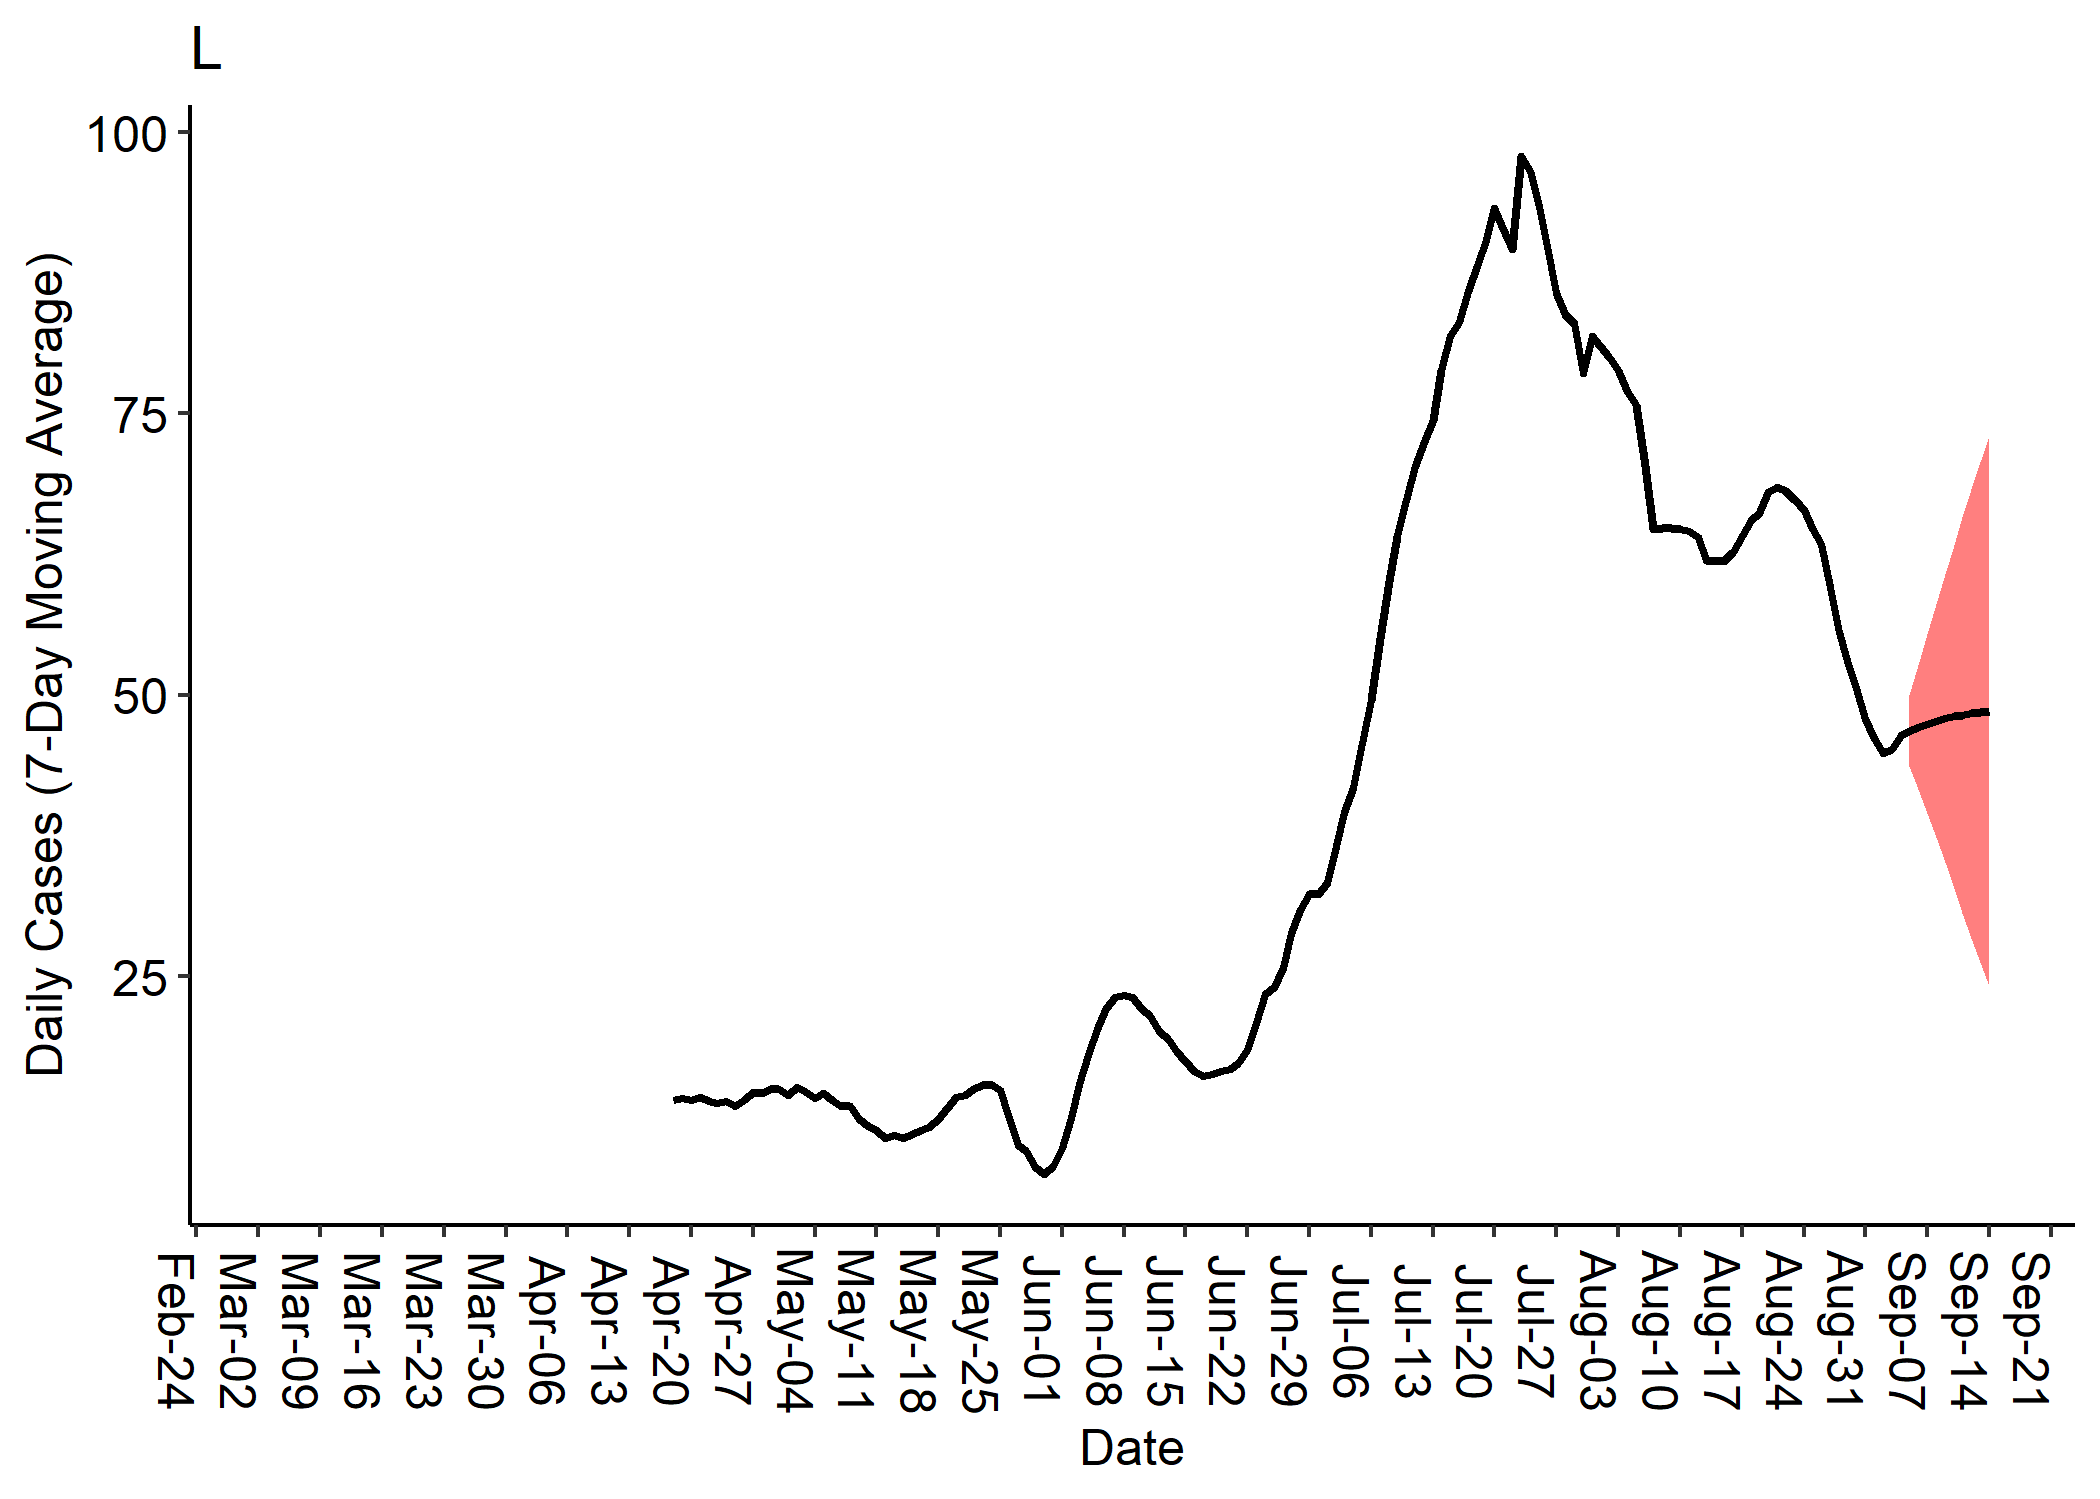 L
Daily Cases (7-Day Moving Average)
100
75
50
25
Feb-24
Mar-02
Mar-09
Mar-16
Mar-23
Mar-30
Apr-06
Apr-13
Apr-20
Apr-27
May-04
May-11
May-18
May-25
Jun-01
Jun-08
Jun-15
Jun-22
Jun-29
Jul-06
Jul-13
Jul-20
Jul-27
Aug-03
Aug-10
Aug-17
Aug-24
Aug-31
Sep-07
Sep-14
Sep-21
Date